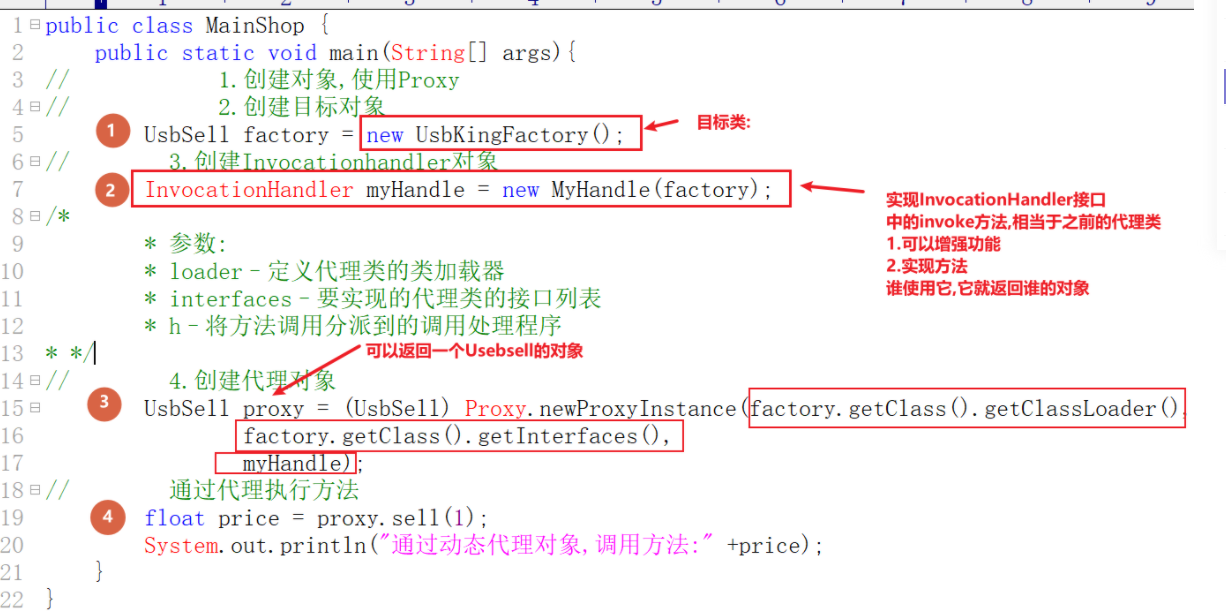 1 public class MainShop {
2 public static void main(String[] args){
3 // 1.创建对象,使用Proxy
4 // 2.创建目标对象
1
5 UsbSell factory = new UsbKingFactory();
目标类:
6 // 3.创建Invocationhandler对象
2
7 InvocationHandler myHandle = new MyHandle(factory);
实现InvocationHandler接口
中的invoke方法,相当于之前的代理类
1.可以增强功能
2.实现方法
谁使用它,它就返回谁的对象
8 /*
9 * 参数:
10 * loader – 定义代理类的类加载器
11 * interfaces – 要实现的代理类的接口列表
12 * h – 将方法调用分派到的调用处理程序
13 * */
可以返回一个Usebsell的对象
14 // 4.创建代理对象
3
15 UsbSell proxy = (UsbSell) Proxy.newProxyInstance(factory.getClass().getClassLoader(),
16 factory.getClass().getInterfaces(),
17 myHandle);
18 // 通过代理执行方法
4
19 float price = proxy.sell(1);
20 System.out.println("通过动态代理对象,调用方法:" +price);
21 }
22 }